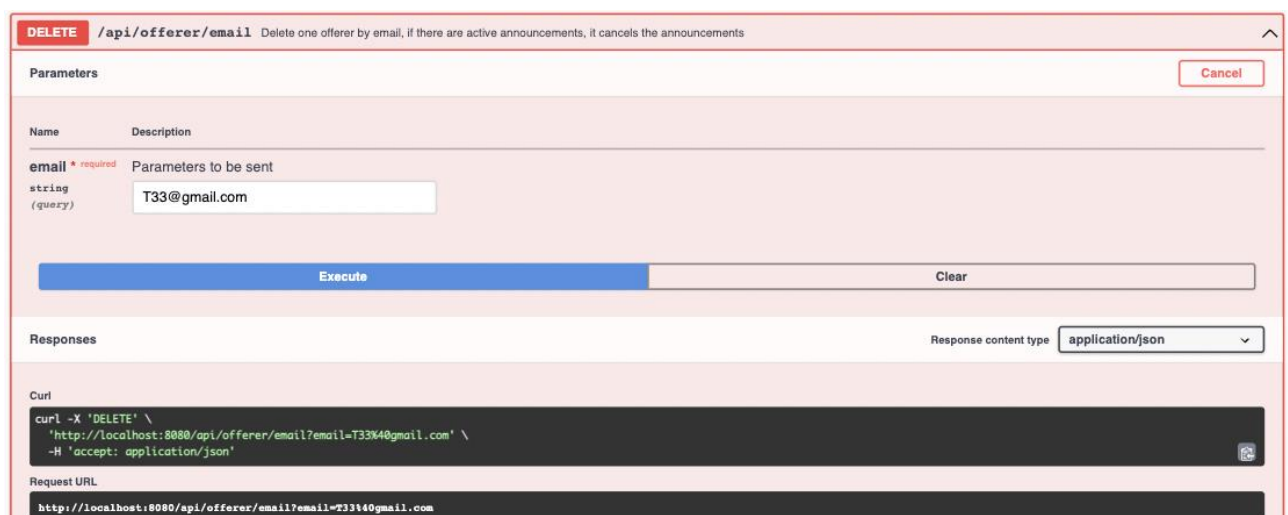 DELETE /api/offerer/email Delete one offerer by email, if there are active announcements, it cancels the announcements
Parameters Cancel
Name Description
email * required Parameters to be sent
string
(query)
T33@gmail.com
Execute Clear
Responses Response content type application/json
Curl
curl -X 'DELETE' \
'http://localhost:8080/api/offerer/email?email=T33%40gmail.com' \
-H 'accept: application/json'
Request URL
http://localhost:8080/api/offerer/email?email=T33%40gmail.com